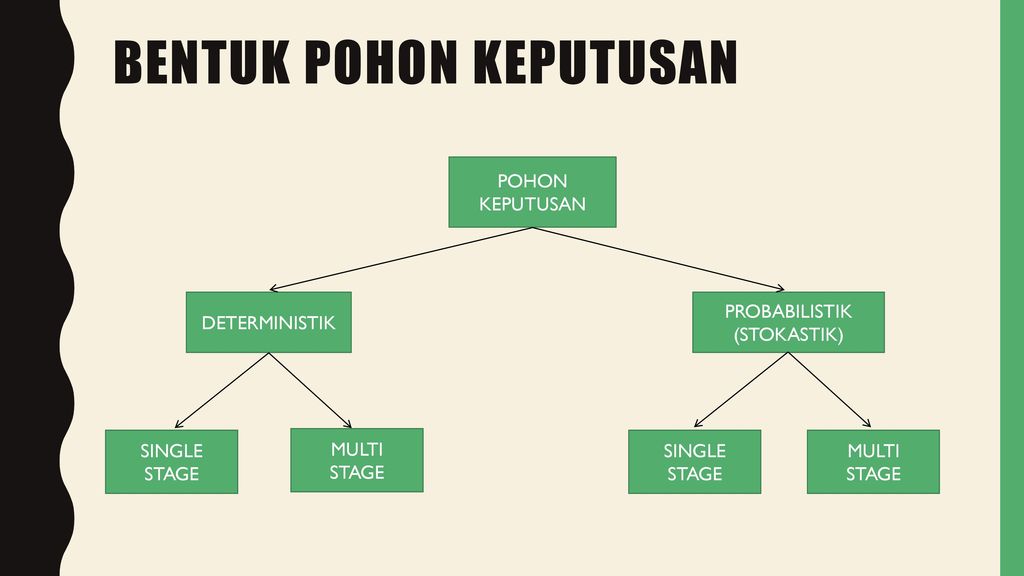 BENTUK POHON KEPUTUSAN
POHON
KEPUTUSAN
DETERMINISTIK
PROBABILISTIK
(STOKASTIK)
SINGLE
STAGE
MULTI
STAGE
SINGLE
STAGE
MULTI
STAGE